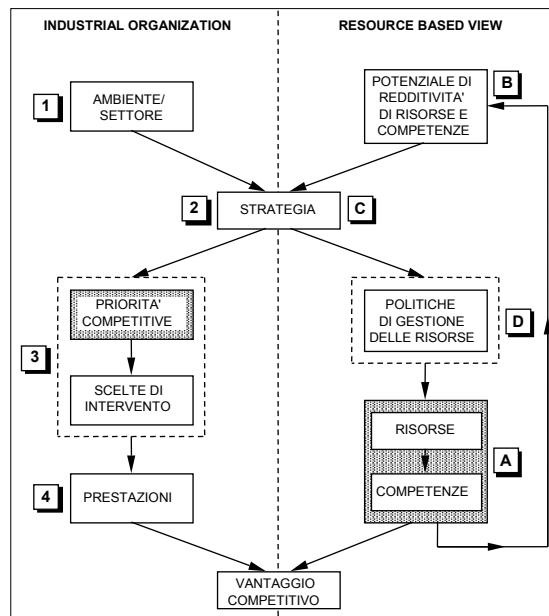 INDUSTRIAL ORGANIZATION
RESOURCE BASED VIEW
1
AMBIENTE/
SETTORE
POTENZIALE DI
REDDITIVITA'
DI RISORSE E
COMPETENZE
B
2
STRATEGIA
C
PRIORITA'
COMPETITIVE
3
SCELTE DI
INTERVENTO
POLITICHE
DI GESTIONE
DELLE RISORSE
D
RISORSE
A
COMPETENZE
4
PRESTAZIONI
VANTAGGIO
COMPETITIVO